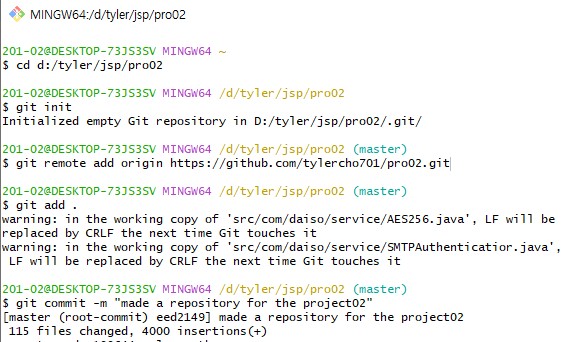 MINGW64:/d/tyler/jsp/pro02
201-02@DESKTOP-73JS3SV MINGW64 ~
$ cd d:/tyler/jsp/pro02
201-02@DESKTOP-73JS3SV MINGW64 /d/tyler/jsp/pro02
$ git init
Initialized empty Git repository in D:/tyler/jsp/pro02/.git/
201-02@DESKTOP-73JS3SV MINGW64 /d/tyler/jsp/pro02 (master)
$ git remote add origin https://github.com/tylercho701/pro02.git
201-02@DESKTOP-73JS3SV MINGW64 /d/tyler/jsp/pro02 (master)
$ git add .
warning: in the working copy of 'src/com/daiso/service/AES256.java', LF will be
replaced by CRLF the next time Git touches it
warning: in the working copy of 'src/com/daiso/service/SMTPAuthenticatior.java',
LF will be replaced by CRLF the next time Git touches it
201-02@DESKTOP-73JS3SV MINGW64 /d/tyler/jsp/pro02 (master)
$ git commit -m "made a repository for the project02"
[master (root-commit) eed2149] made a repository for the project02
115 files changed, 4000 insertions(+)